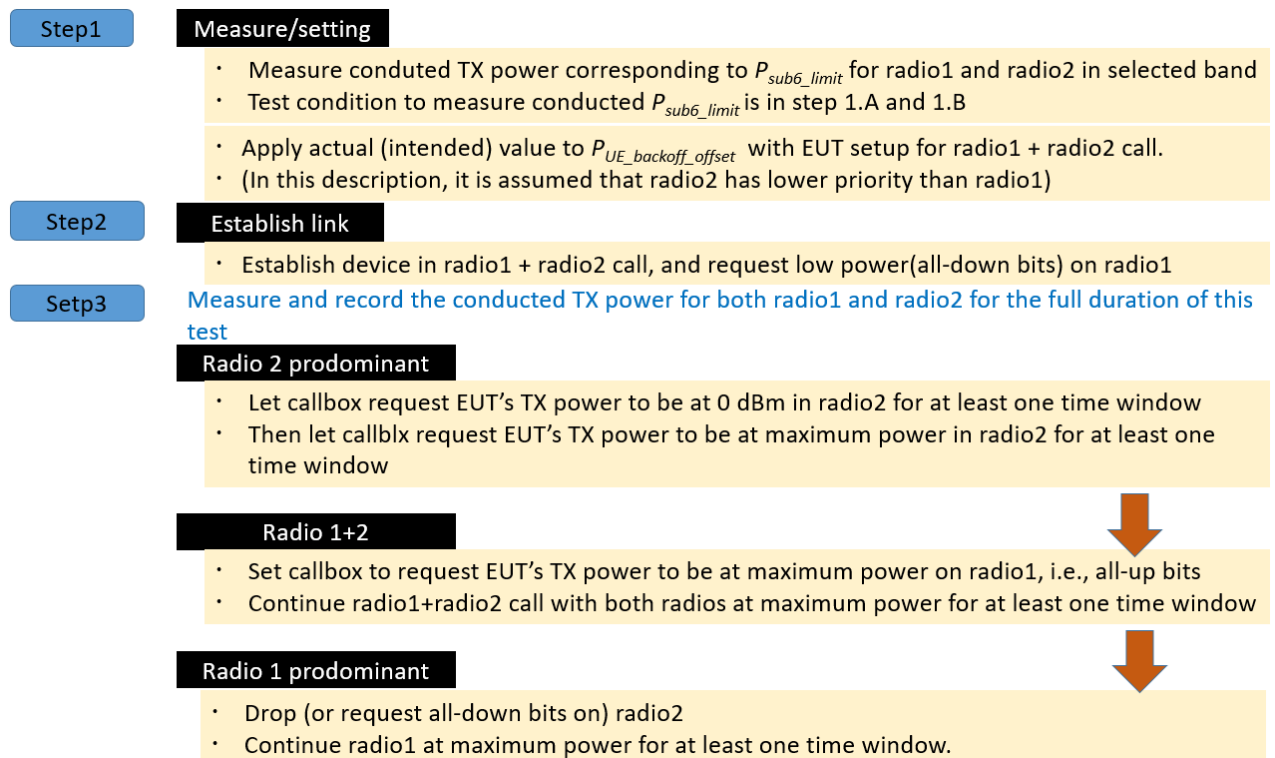 Step1
Measure/setting
· Measure conduted TX power corresponding to P_sub6_limit for radio1 and radio2 in selected band
· Test condition to measure conducted P_sub6_limit is in step 1.A and 1.B
· Apply actual (intended) value to P_UE_backoff_offset with EUT setup for radio1 + radio2 call.
· (In this description, it is assumed that radio2 has lower priority than radio1)
Step2
Establish link
· Establish device in radio1 + radio2 call, and request low power(all-down bits) on radio1
Setp3
Measure and record the conducted TX power for both radio1 and radio2 for the full duration of this
test
Radio 2 prodominant
· Let callbox request EUT’s TX power to be at 0 dBm in radio2 for at least one time window
· Then let callblx request EUT’s TX power to be at maximum power in radio2 for at least one
time window
Radio 1+2
· Set callbox to request EUT’s TX power to be at maximum power on radio1, i.e., all-up bits
· Continue radio1+radio2 call with both radios at maximum power for at least one time window
Radio 1 prodominant
· Drop (or request all-down bits on) radio2
· Continue radio1 at maximum power for at least one time window.